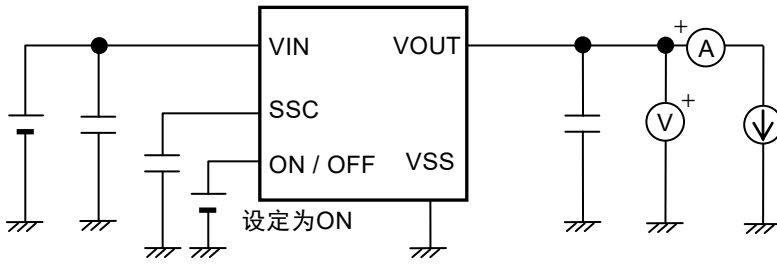 VIN
VOUT
+
A
SSC
V
+
ON / OFF
VSS
设定为ON